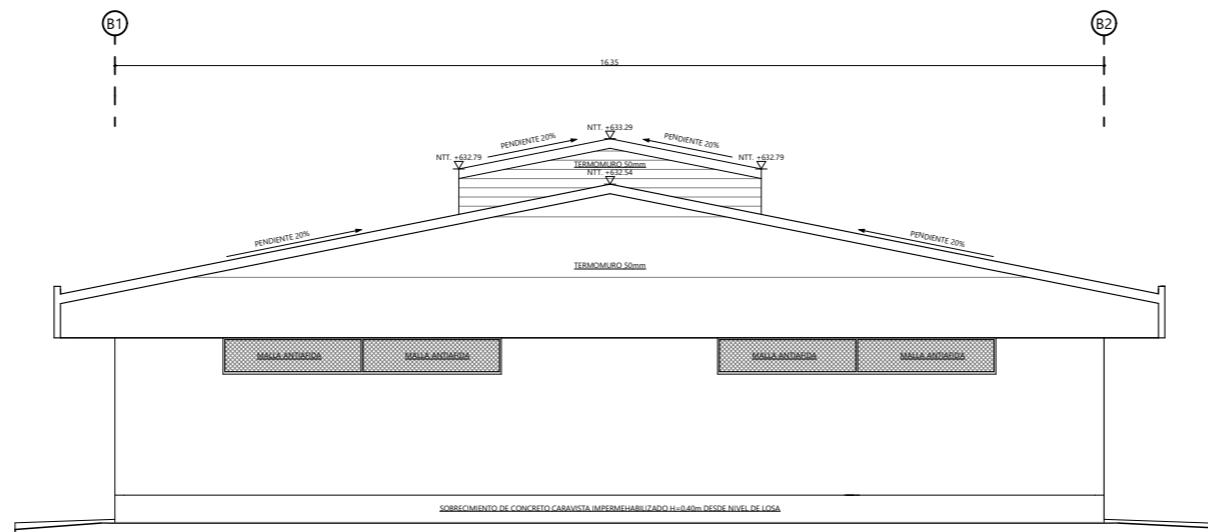 B1
B2
16.35
NTT. +633.29
PENDIENTE 20%
PENDIENTE 20%
NTT. +632.79
NTT. +632.79
TERMOMURO 50mm
NTT. +632.54
PENDIENTE 20%
PENDIENTE 20%
TERMOMURO 50mm
MALLA ANTIAFIDA
MALLA ANTIAFIDA
MALLA ANTIAFIDA
MALLA ANTIAFIDA
SOBRECIMIENTO DE CONCRETO CARAVISTA IMPERMEHABILIZADO H=0.40m DESDE NIVEL DE LOSA